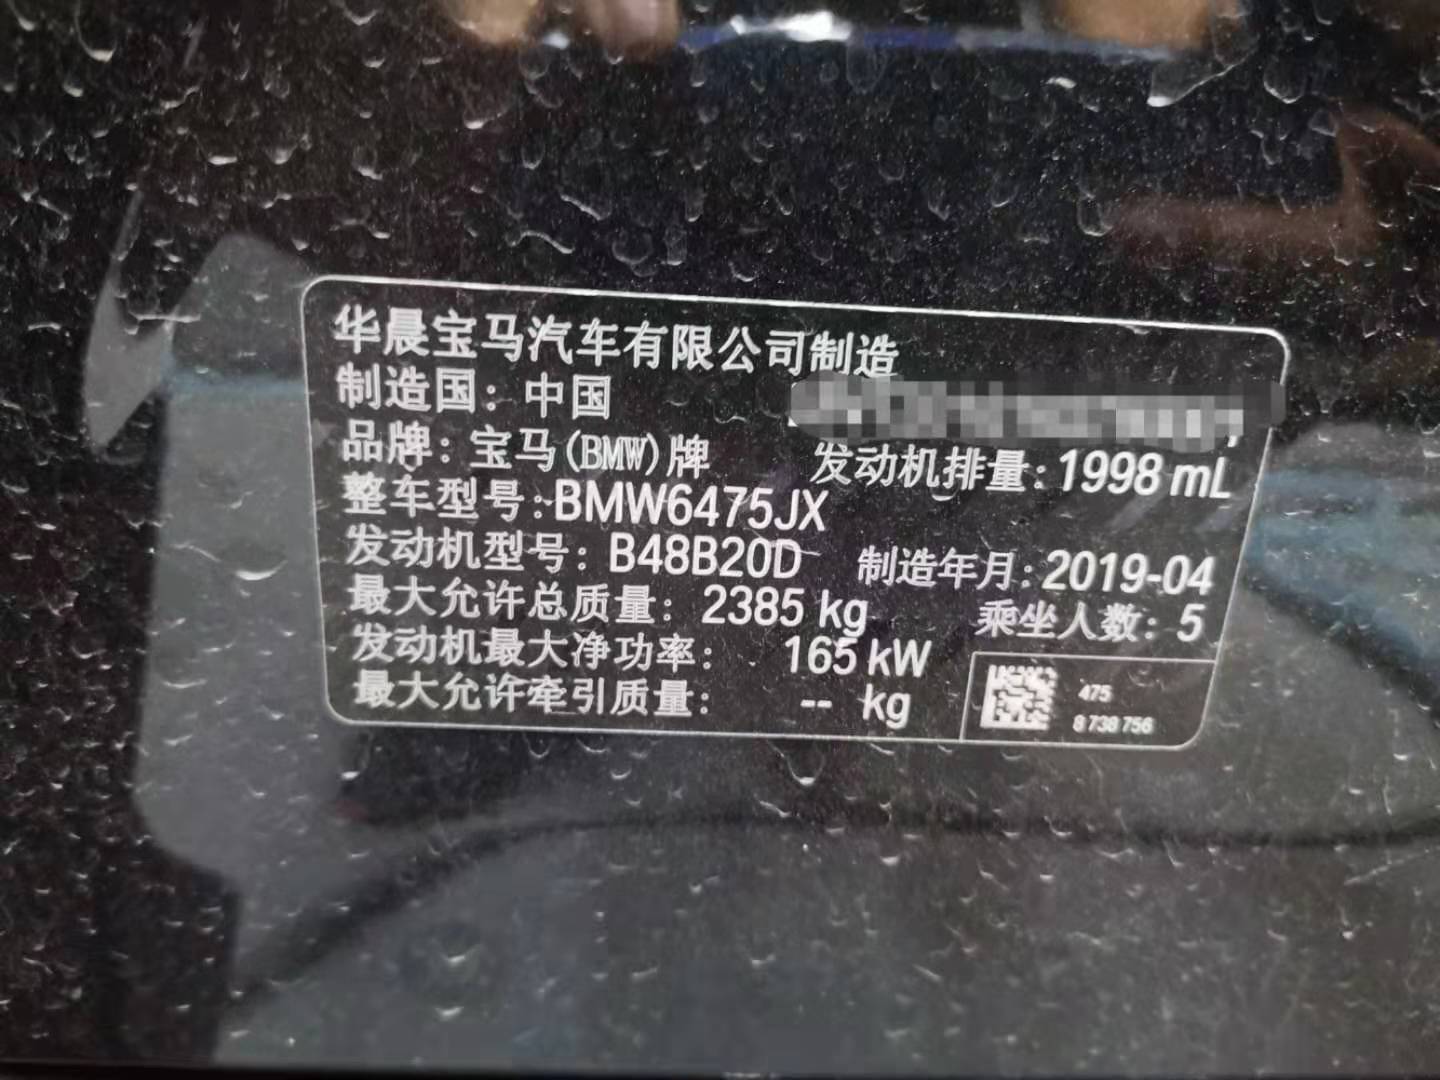 华晨宝马汽车有限公司制造
制造国：中国
品牌：宝马(BMW)牌 发动机排量：1998 mL
整车型号：BMW6475JX
发动机型号：B48B20D 制造年月：2019-04
最大允许总质量：2385 kg 乘坐人数：5
发动机最大净功率： 165 kW
最大允许牵引质量： -- kg
475
8 738 756